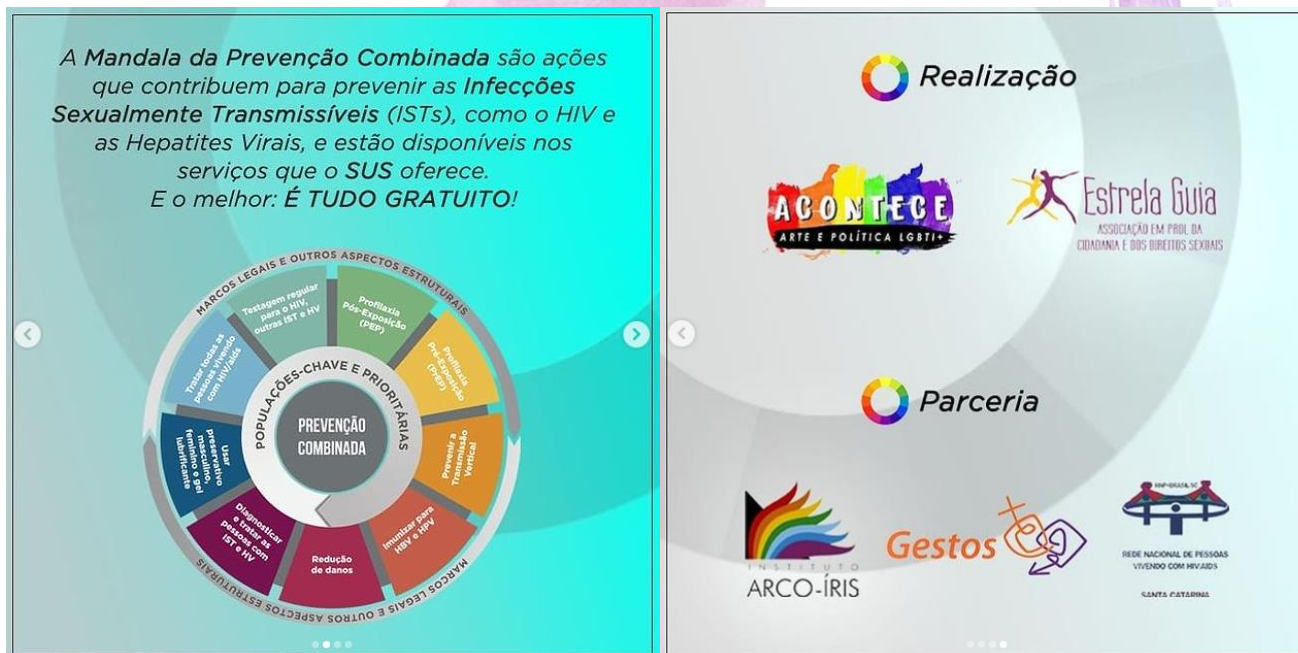 A Mandala da Prevenção Combinada são ações
que contribuem para prevenir as Infecções
Sexualmente Transmissíveis (ISTs), como o HIV e
as Hepatites Virais, e estão disponíveis nos
serviços que o SUS oferece.
E o melhor: É TUDO GRATUITO!
MARCOS LEGAIS E OUTROS ASPECTOS ESTRUTURAIS
Testagem regular
para o HIV,
outras IST e HV
Profilaxia
Pós-Exposição
(PEP)
Profilaxia
Pré-Exposição
(PrEP)
Prevenir a
Transmissão
Vertical
Imunizar para
HBV e HPV
Redução
de danos
Diagnosticar
e tratar as
pessoas com
IST e HV
Usar
preservativo
masculino,
feminino e gel
lubrificante
Tratar todas as
pessoas vivendo
com HIV/aids
POPULAÇÕES-CHAVE E PRIORITÁRIAS
PREVENÇÃO
COMBINADA
MARCOS LEGAIS E OUTROS ASPECTOS ESTRUTURAIS
Realização
ACONTECE
ARTE E POLÍTICA LGBTI+
Estrela Guia
ASSOCIAÇÃO EM PROL DA
CIDADANIA E DOS DIREITOS SEXUAIS
Parceria
INSTITUTO
ARCO-ÍRIS
Gestos
RNP+BRASIL/SC
REDE NACIONAL DE PESSOAS
VIVENDO COM HIV/AIDS
SANTA CATARINA